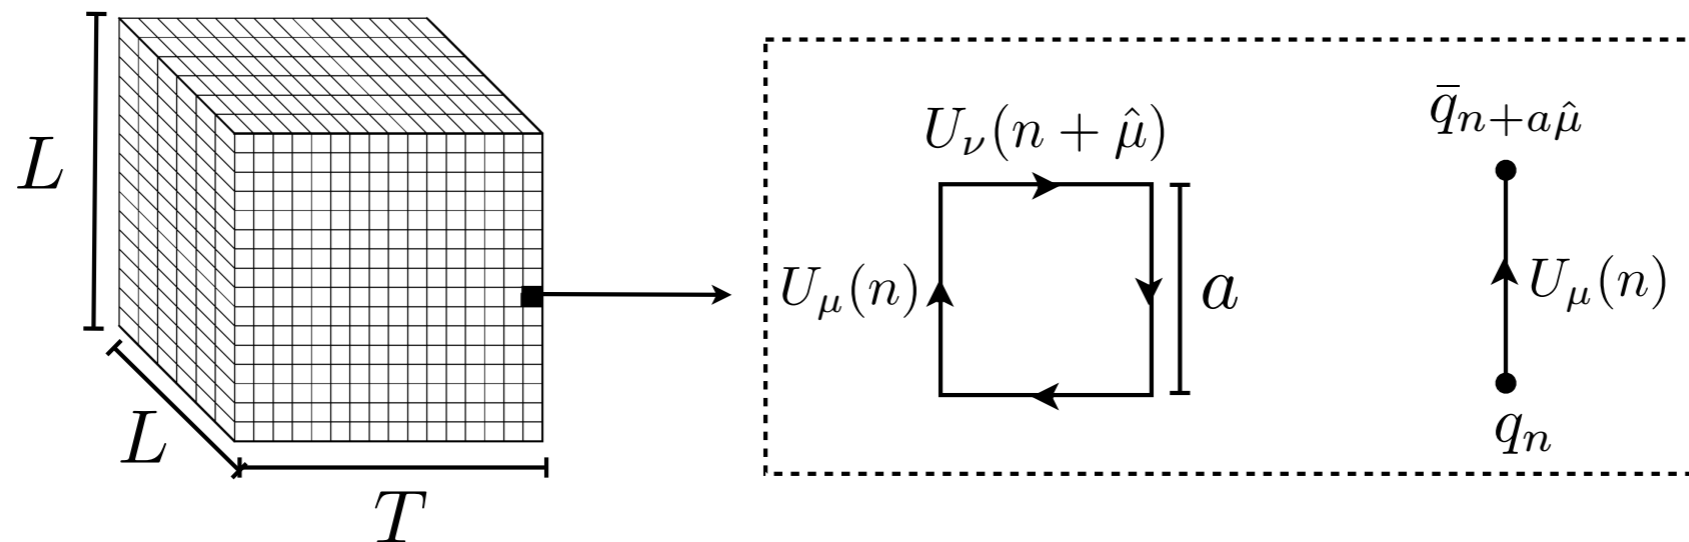 L
L
T
U_ν(n + μ̂)
U_μ(n)
a
q̄_{n+aμ̂}
U_μ(n)
q_n